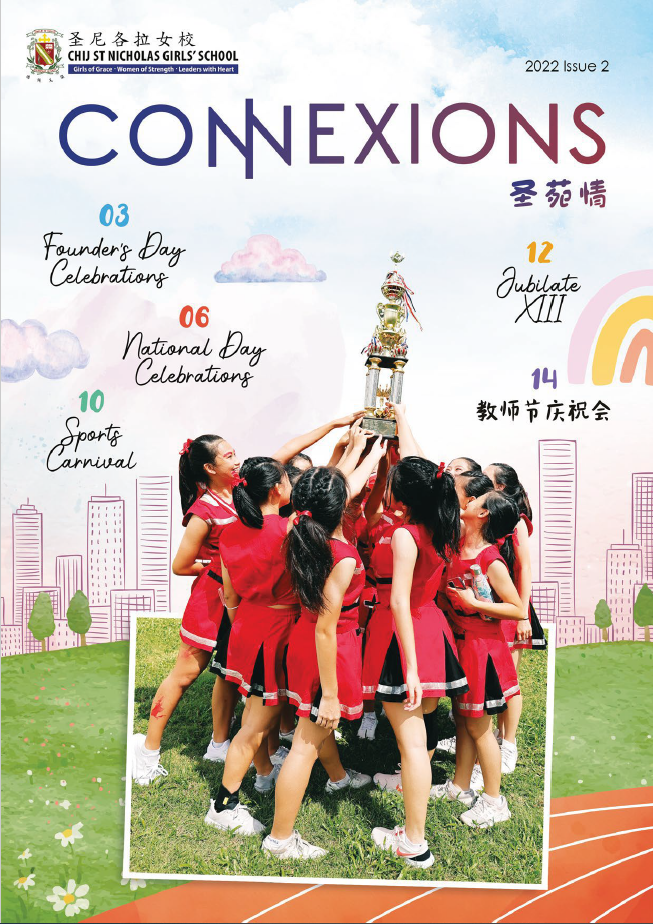 圣尼各拉女校
CHIJ ST NICHOLAS GIRLS' SCHOOL
Girls of Grace · Women of Strength · Leaders with Heart
2022 Issue 2
CONNEXIONS
圣苑情
03
Founder's Day
Celebrations
06
National Day
Celebrations
10
Sports
Carnival
12
Jubilate
XIII
14
教师节庆祝会